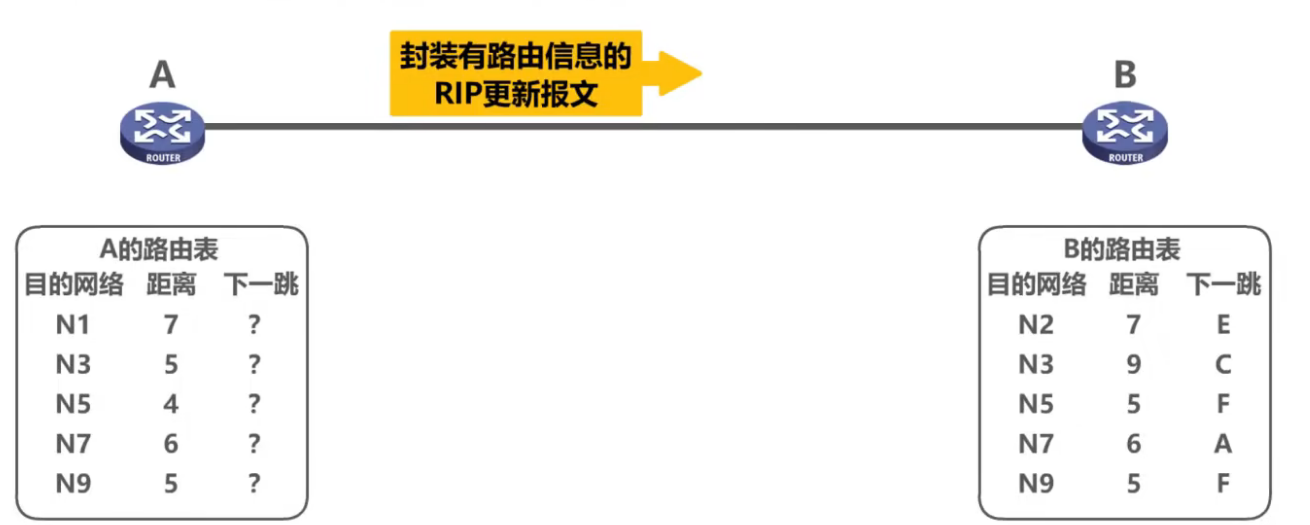 封装有路由信息的
RIP更新报文
A
B
ROUTER
ROUTER
A的路由表
目的网络 距离 下一跳
N1 7 ?
N3 5 ?
N5 4 ?
N7 6 ?
N9 5 ?
B的路由表
目的网络 距离 下一跳
N2 7 E
N3 9 C
N5 5 F
N7 6 A
N9 5 F